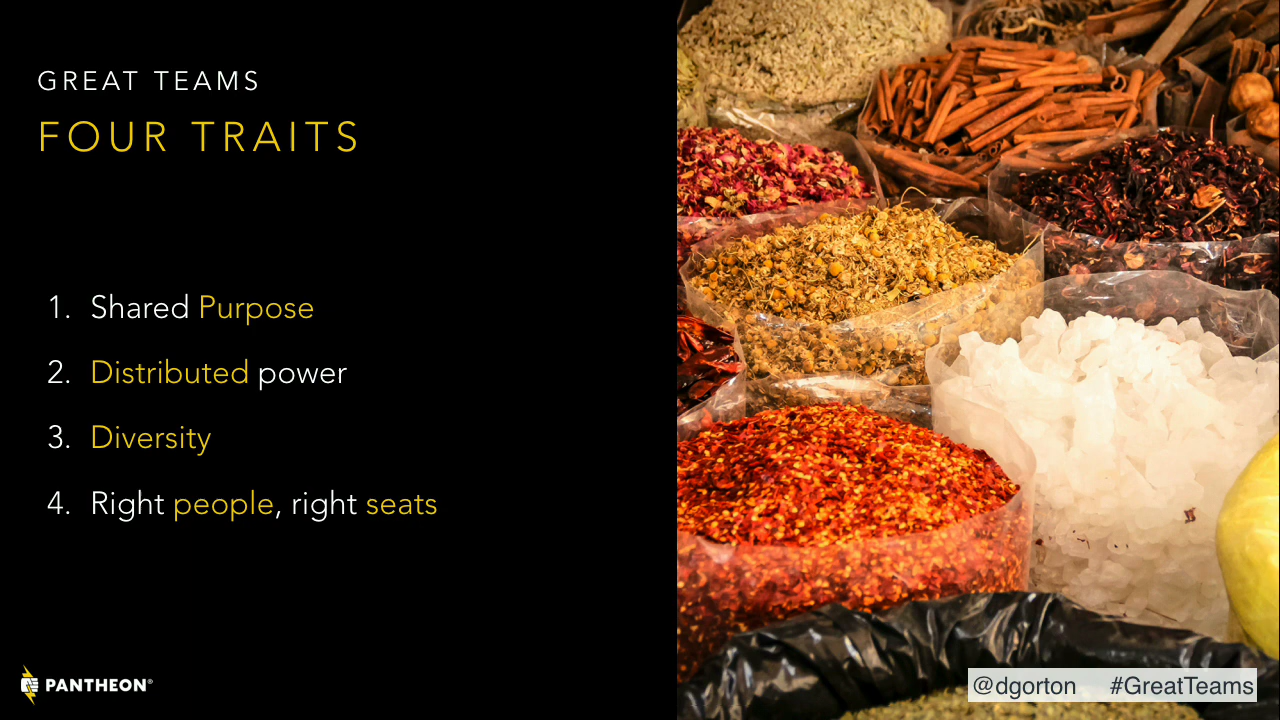 GREAT TEAMS
FOUR TRAITS
1. Shared Purpose
2. Distributed power
3. Diversity
4. Right people, right seats
PANTHEON®
@dgorton #GreatTeams